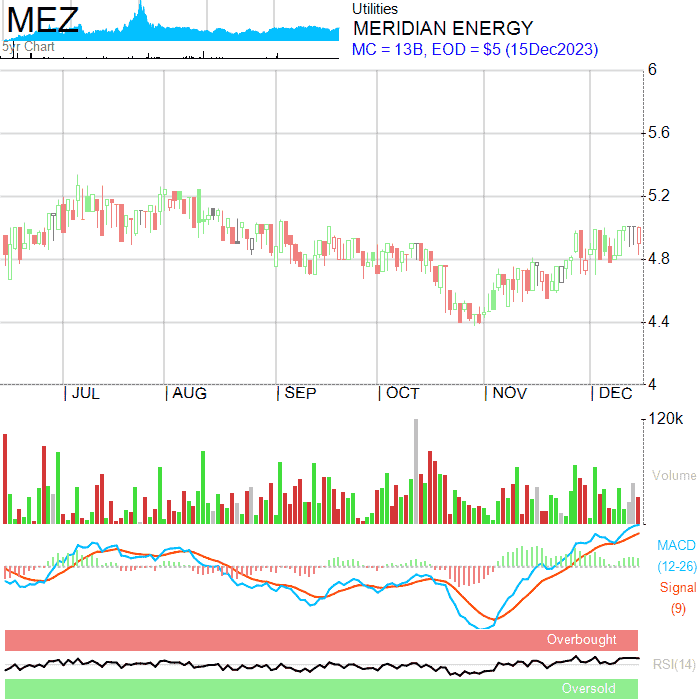 MEZ
5yr Chart
Utilities
MERIDIAN ENERGY
MC = 13B, EOD = $5 (15Dec2023)
6
5.6
5.2
4.8
4.4
4
JUL AUG SEP OCT NOV DEC
120k
Volume
MACD
(12-26)
Signal
(9)
Overbought
RSI(14)
Oversold